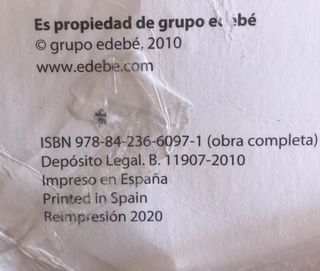 Es propiedad de grupo edebé
© grupo edebé, 2010
www.edebe.com
ISBN 978-84-236-6097-1 (obra completa)
Depósito Legal. B. 11907-2010
Impreso en España
Printed in Spain
Reimpresión 2020